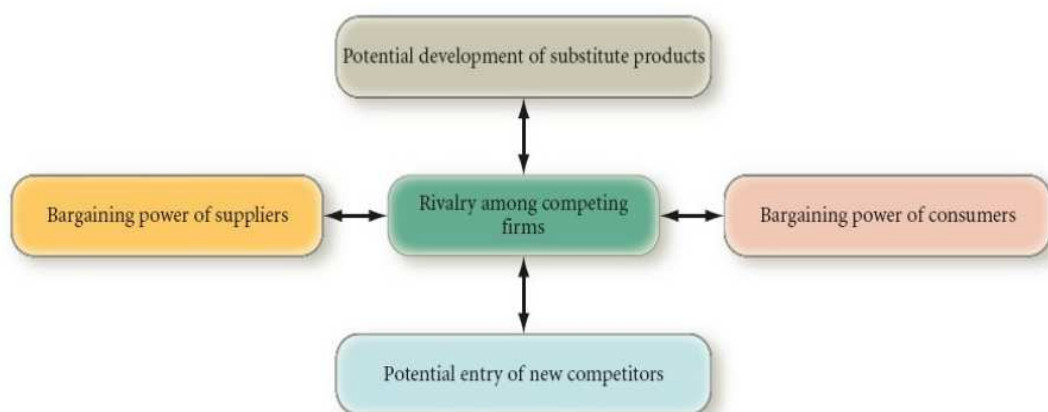 Potential development of substitute products
Bargaining power of suppliers
Rivalry among competing
firms
Bargaining power of consumers
Potential entry of new competitors